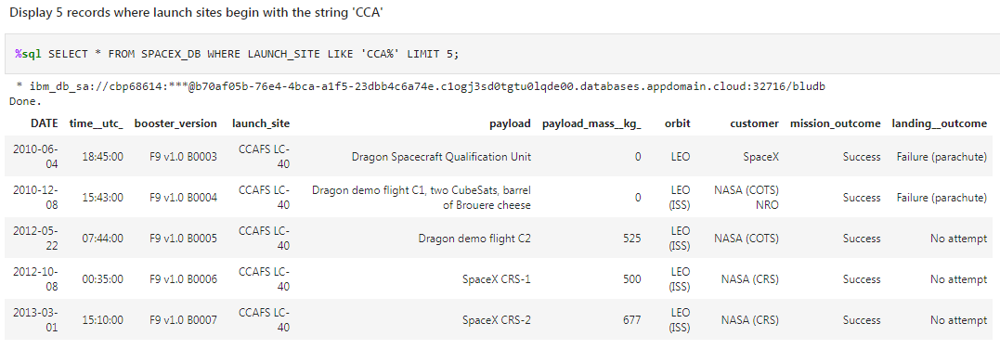 Display 5 records where launch sites begin with the string 'CCA'
%sql SELECT * FROM SPACEX_DB WHERE LAUNCH_SITE LIKE 'CCA%' LIMIT 5;
* ibm_db_sa://cbp68614:***@b70af05b-76e4-4bca-a1f5-23dbb4c6a74e.c1ogj3sd0tgtu0lqde00.databases.appdomain.cloud:32716/bludb
Done.
DATE time__utc_ booster_version launch_site payload payload_mass__kg_ orbit customer mission_outcome landing__outcome
2010-06-
04 18:45:00 F9 v1.0 B0003 CCAFS LC-
40 Dragon Spacecraft Qualification Unit 0 LEO SpaceX Success Failure (parachute)
2010-12-
08 15:43:00 F9 v1.0 B0004 CCAFS LC-
40 Dragon demo flight C1, two CubeSats, barrel
of Brouere cheese 0 LEO
(ISS) NASA (COTS)
NRO Success Failure (parachute)
2012-05-
22 07:44:00 F9 v1.0 B0005 CCAFS LC-
40 Dragon demo flight C2 525 LEO
(ISS) NASA (COTS) Success No attempt
2012-10-
08 00:35:00 F9 v1.0 B0006 CCAFS LC-
40 SpaceX CRS-1 500 LEO
(ISS) NASA (CRS) Success No attempt
2013-03-
01 15:10:00 F9 v1.0 B0007 CCAFS LC-
40 SpaceX CRS-2 677 LEO
(ISS) NASA (CRS) Success No attempt